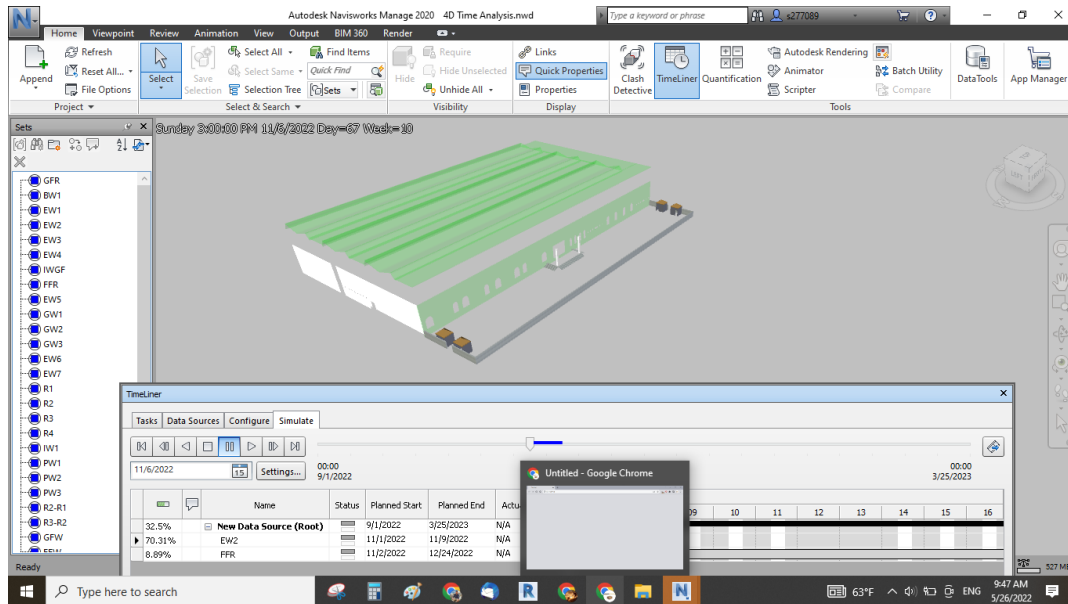 Autodesk Navisworks Manage 2020 4D Time Analysis.nwd
Type a keyword or phrase
s277089
Home Viewpoint Review Animation View Output BIM 360 Render
Append
Refresh
Reset All...
File Options
Project
Select
Save Selection
Select All
Select Same
Selection Tree
Find Items
Quick Find
Sets
Select & Search
Hide
Require
Hide Unselected
Unhide All
Visibility
Links
Quick Properties
Properties
Display
Clash Detective
TimeLiner
Quantification
Autodesk Rendering
Animator
Scripter
Batch Utility
Compare
Tools
DataTools
App Manager
Sets
Sunday 3:00:00 PM 11/6/2022 Day=67 Week=10
GFR
BW1
EW1
EW2
EW3
EW4
IWGF
FFR
EW5
GW1
GW2
GW3
EW6
EW7
R1
R2
R3
R4
IW1
PW1
PW2
PW3
R2-R1
R3-R2
GFW
TimeLiner
Tasks Data Sources Configure Simulate
11/6/2022 15 Settings...
00:00
9/1/2022
00:00
3/25/2023
Untitled - Google Chrome
Name Status Planned Start Planned End Actu
09 10 11 12 13 14 15 16
32.5% New Data Source (Root) 9/1/2022 3/25/2023 N/A
70.31% EW2 11/1/2022 11/9/2022 N/A
8.89% FFR 11/2/2022 12/24/2022 N/A
Ready
527 MB
Type here to search
63°F ENG 9:47 AM
5/26/2022